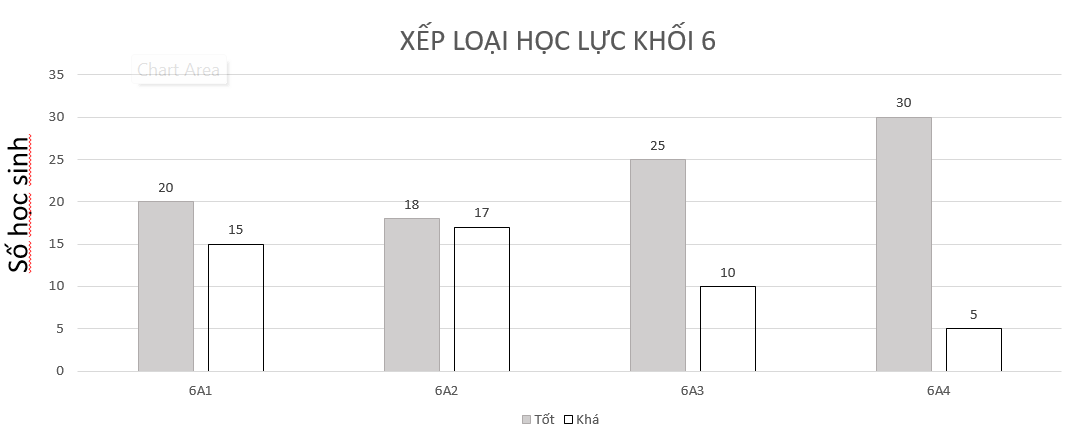 XẾP LOẠI HỌC LỰC KHỐI 6
Chart Area
Số học sinh
35
30
25
20
15
10
5
0
20
15
18
17
25
10
30
5
6A1
6A2
6A3
6A4
Tốt
Khá